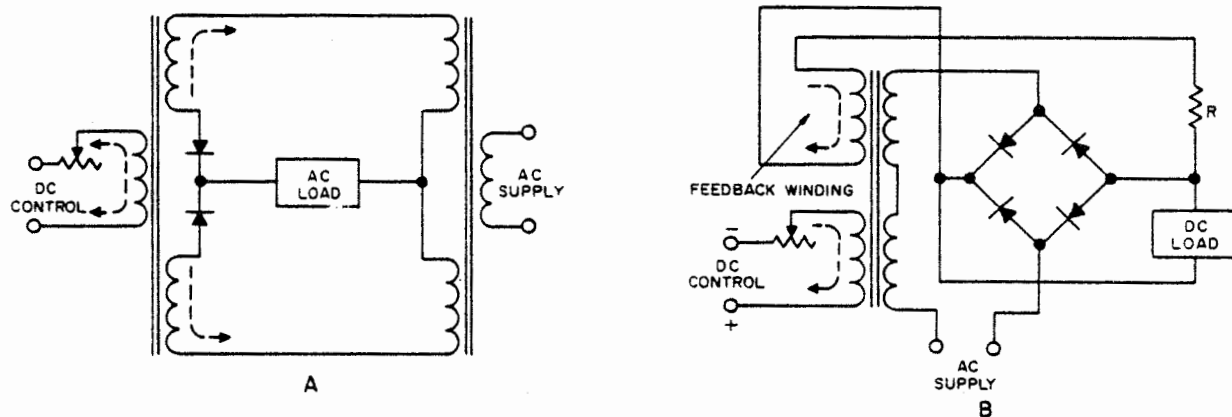 DC
CONTROL
AC
LOAD
AC
SUPPLY
A
FEEDBACK WINDING
−
DC
CONTROL
+
R
DC
LOAD
AC
SUPPLY
B